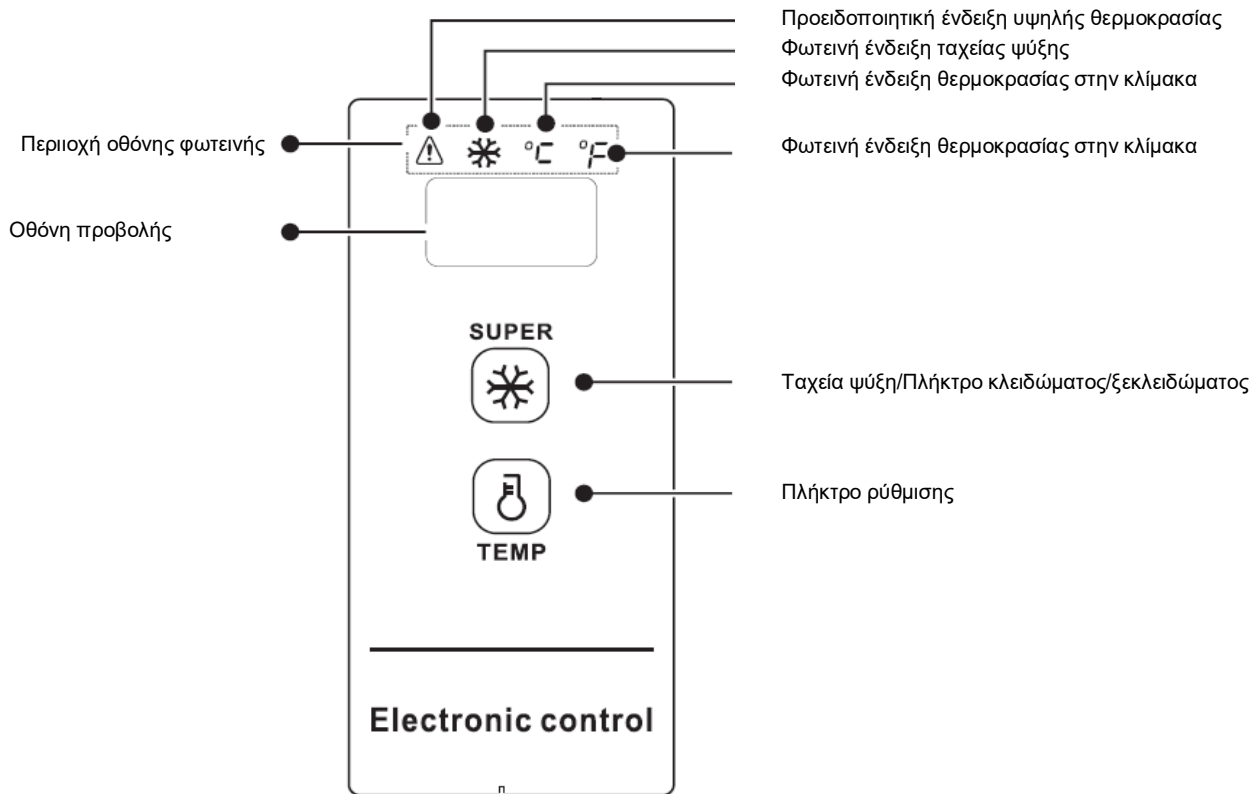 Προειδοποιητική ένδειξη υψηλής θερμοκρασίας
Φωτεινή ένδειξη ταχείας ψύξης
Φωτεινή ένδειξη θερμοκρασίας στην κλίμακα
Περιιοχή οθόνης φωτεινής
Φωτεινή ένδειξη θερμοκρασίας στην κλίμακα
°C °F
Οθόνη προβολής
SUPER
Ταχεία ψύξη/Πλήκτρο κλειδώματος/ξεκλειδώματος
Πλήκτρο ρύθμισης
TEMP
Electronic control